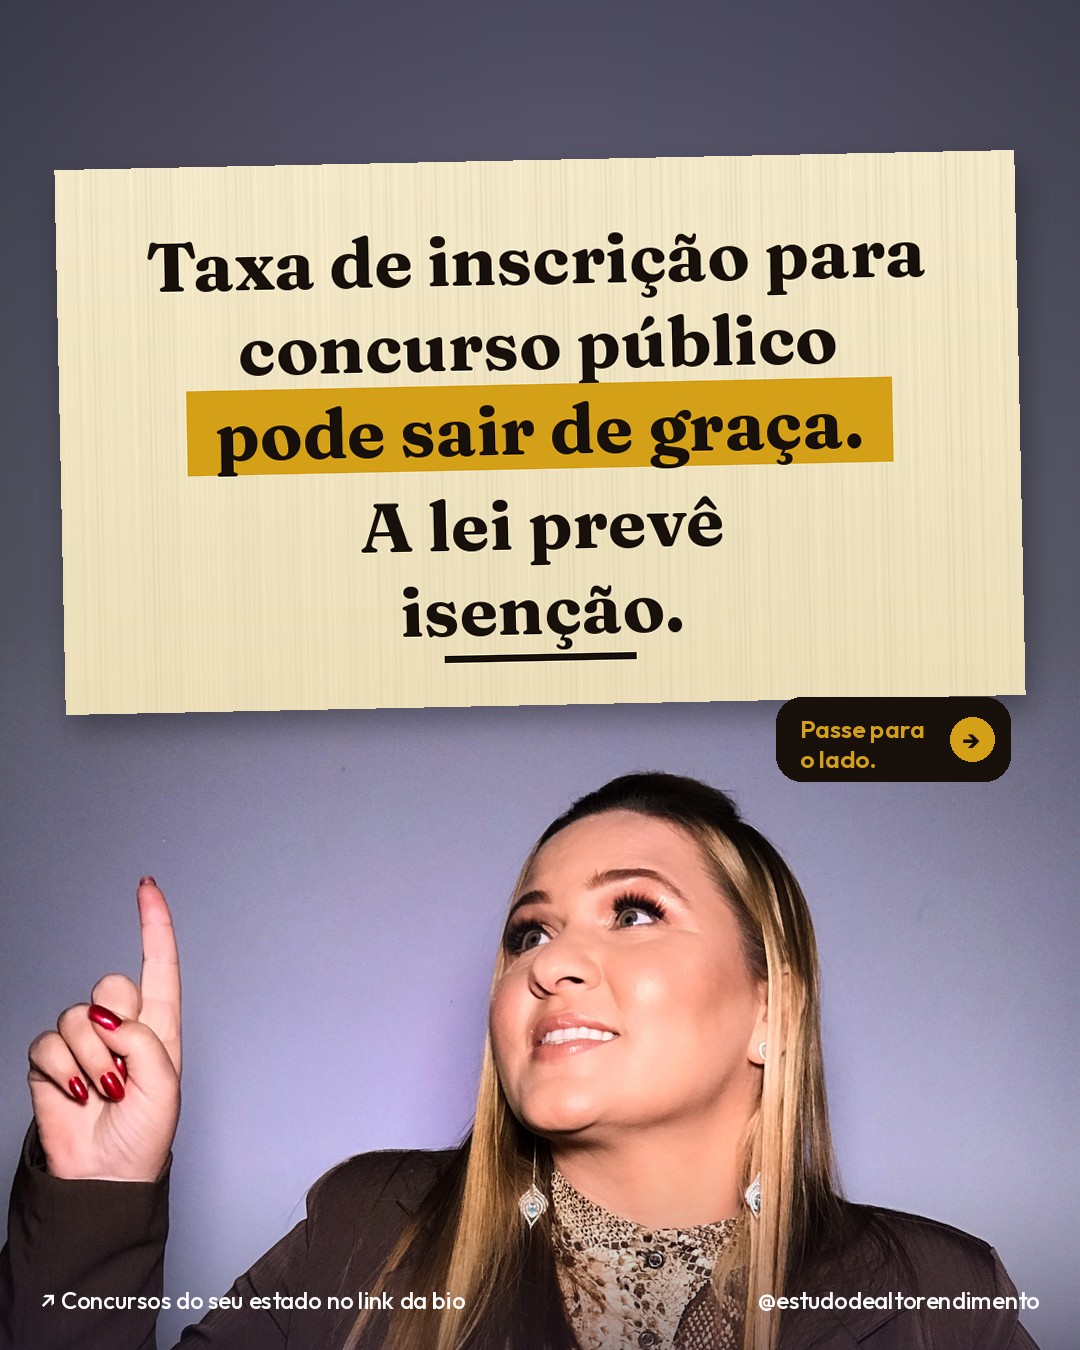 Taxa de inscrição para
concurso público
pode sair de graça.
A lei prevê
isenção.
Passe para
o lado.
↗ Concursos do seu estado no link da bio
@estudodealtorendimento